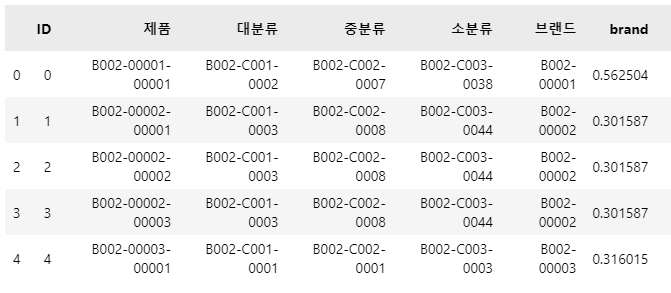 ID 제품 대분류 중분류 소분류 브랜드 brand
0 0 B002-00001- B002-C001- B002-C002- B002-C003- B002- 0.562504
00001 0002 0007 0038 00001
1 1 B002-00002- B002-C001- B002-C002- B002-C003- B002- 0.301587
00001 0003 0008 0044 00002
2 2 B002-00002- B002-C001- B002-C002- B002-C003- B002- 0.301587
00002 0003 0008 0044 00002
3 3 B002-00002- B002-C001- B002-C002- B002-C003- B002- 0.301587
00003 0003 0008 0044 00002
4 4 B002-00003- B002-C001- B002-C002- B002-C003- B002- 0.316015
00001 0001 0001 0003 00003